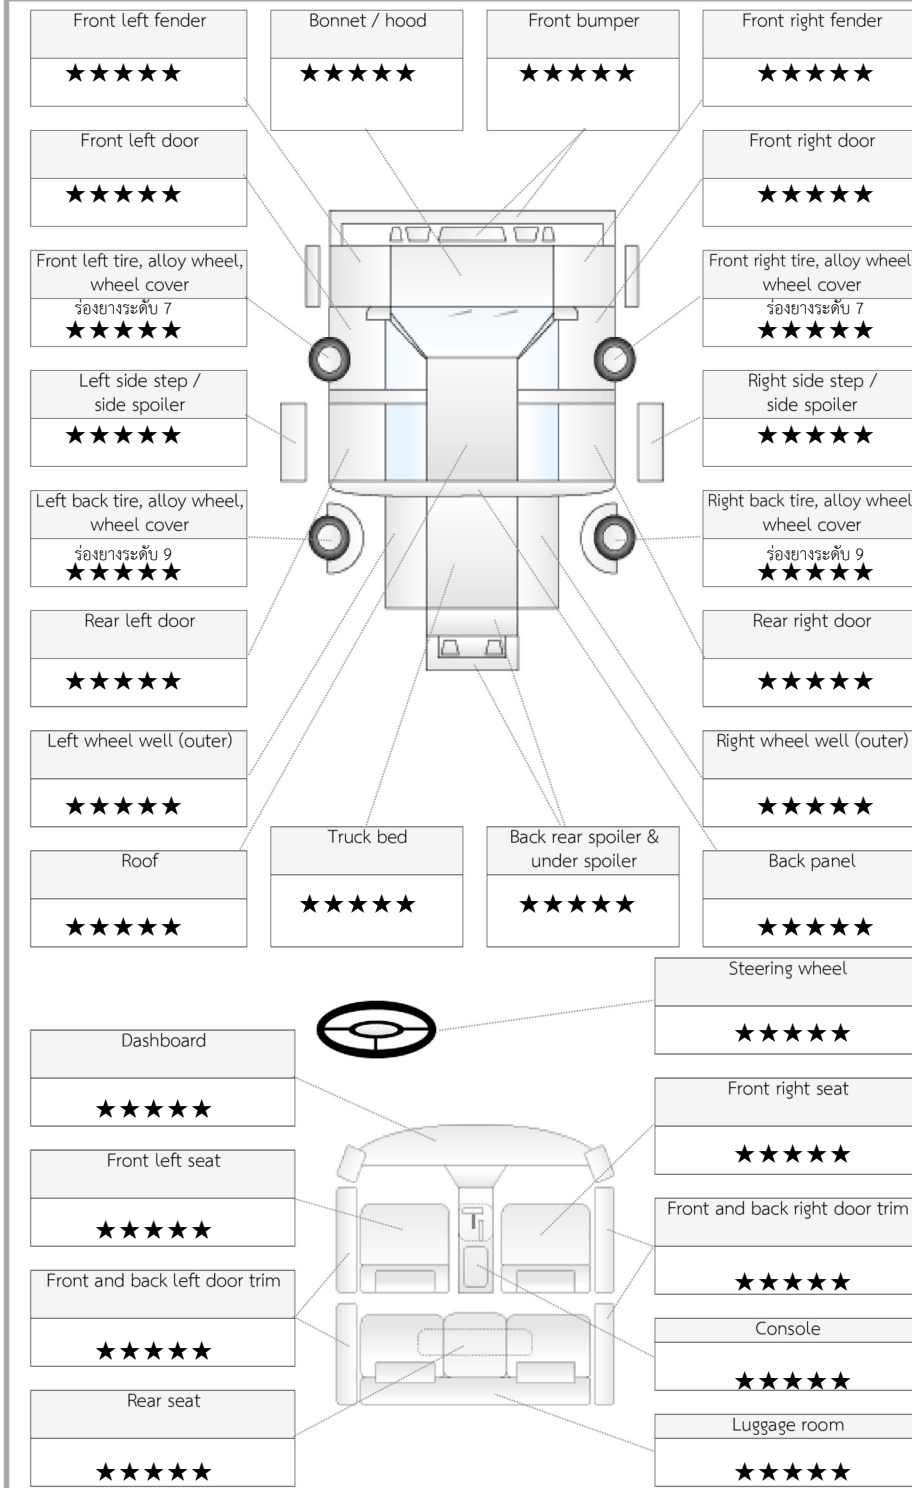 Front left fender
★★★★★
Bonnet / hood
★★★★★
Front bumper
★★★★★
Front right fender
★★★★★
Front left door
★★★★★
Front right door
★★★★★
Front left tire, alloy wheel,
wheel cover
ร่องยางระดับ 7
★★★★★
Front right tire, alloy wheel
wheel cover
ร่องยางระดับ 7
★★★★★
Left side step /
side spoiler
★★★★★
Right side step /
side spoiler
★★★★★
Left back tire, alloy wheel,
wheel cover
ร่องยางระดับ 9
★★★★★
Right back tire, alloy wheel
wheel cover
ร่องยางระดับ 9
★★★★★
Rear left door
★★★★★
Rear right door
★★★★★
Left wheel well (outer)
★★★★★
Right wheel well (outer)
★★★★★
Roof
★★★★★
Truck bed
★★★★★
Back rear spoiler &
under spoiler
★★★★★
Back panel
★★★★★
Steering wheel
★★★★★
Dashboard
★★★★★
Front right seat
★★★★★
Front left seat
★★★★★
Front and back right door trim
★★★★★
Front and back left door trim
★★★★★
Console
★★★★★
Rear seat
★★★★★
Luggage room
★★★★★